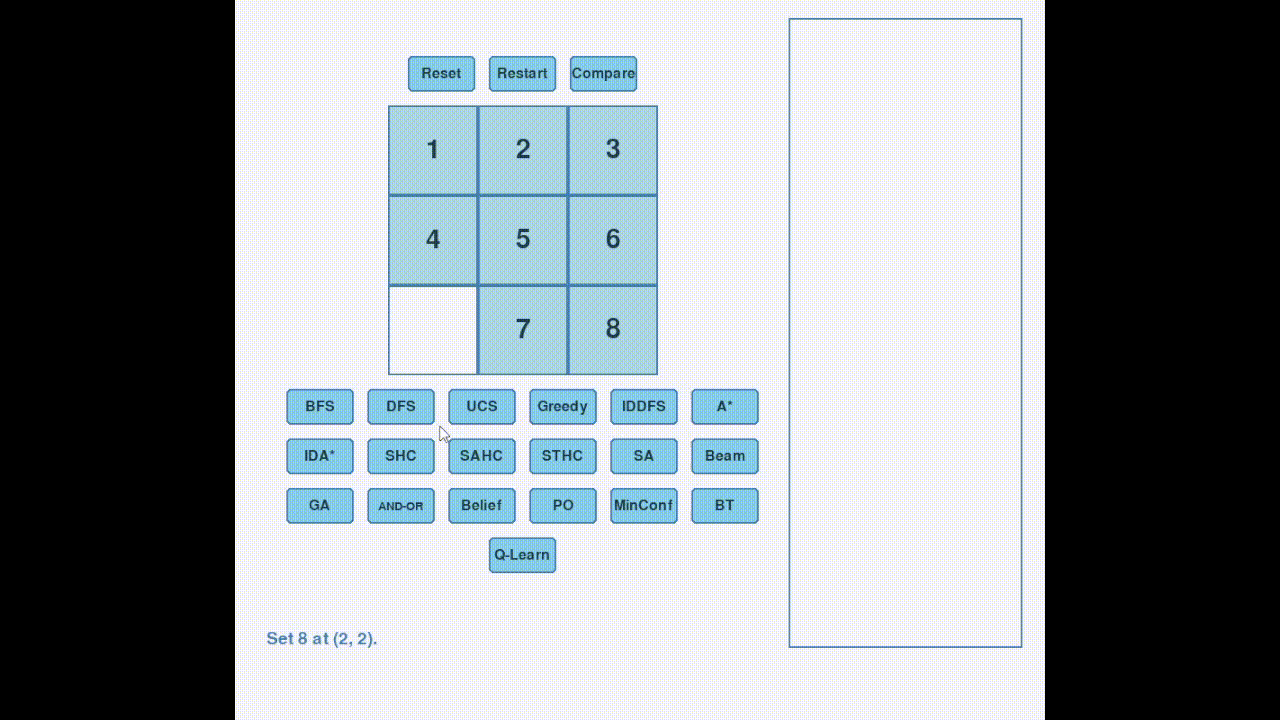 Reset Restart Compare
1 2 3
4 5 6
7 8
BFS DFS UCS Greedy IDDFS A*
IDA* SHC SAHC STHC SA Beam
GA AND-OR Belief PO MinConf BT
Q-Learn
Set 8 at (2, 2).